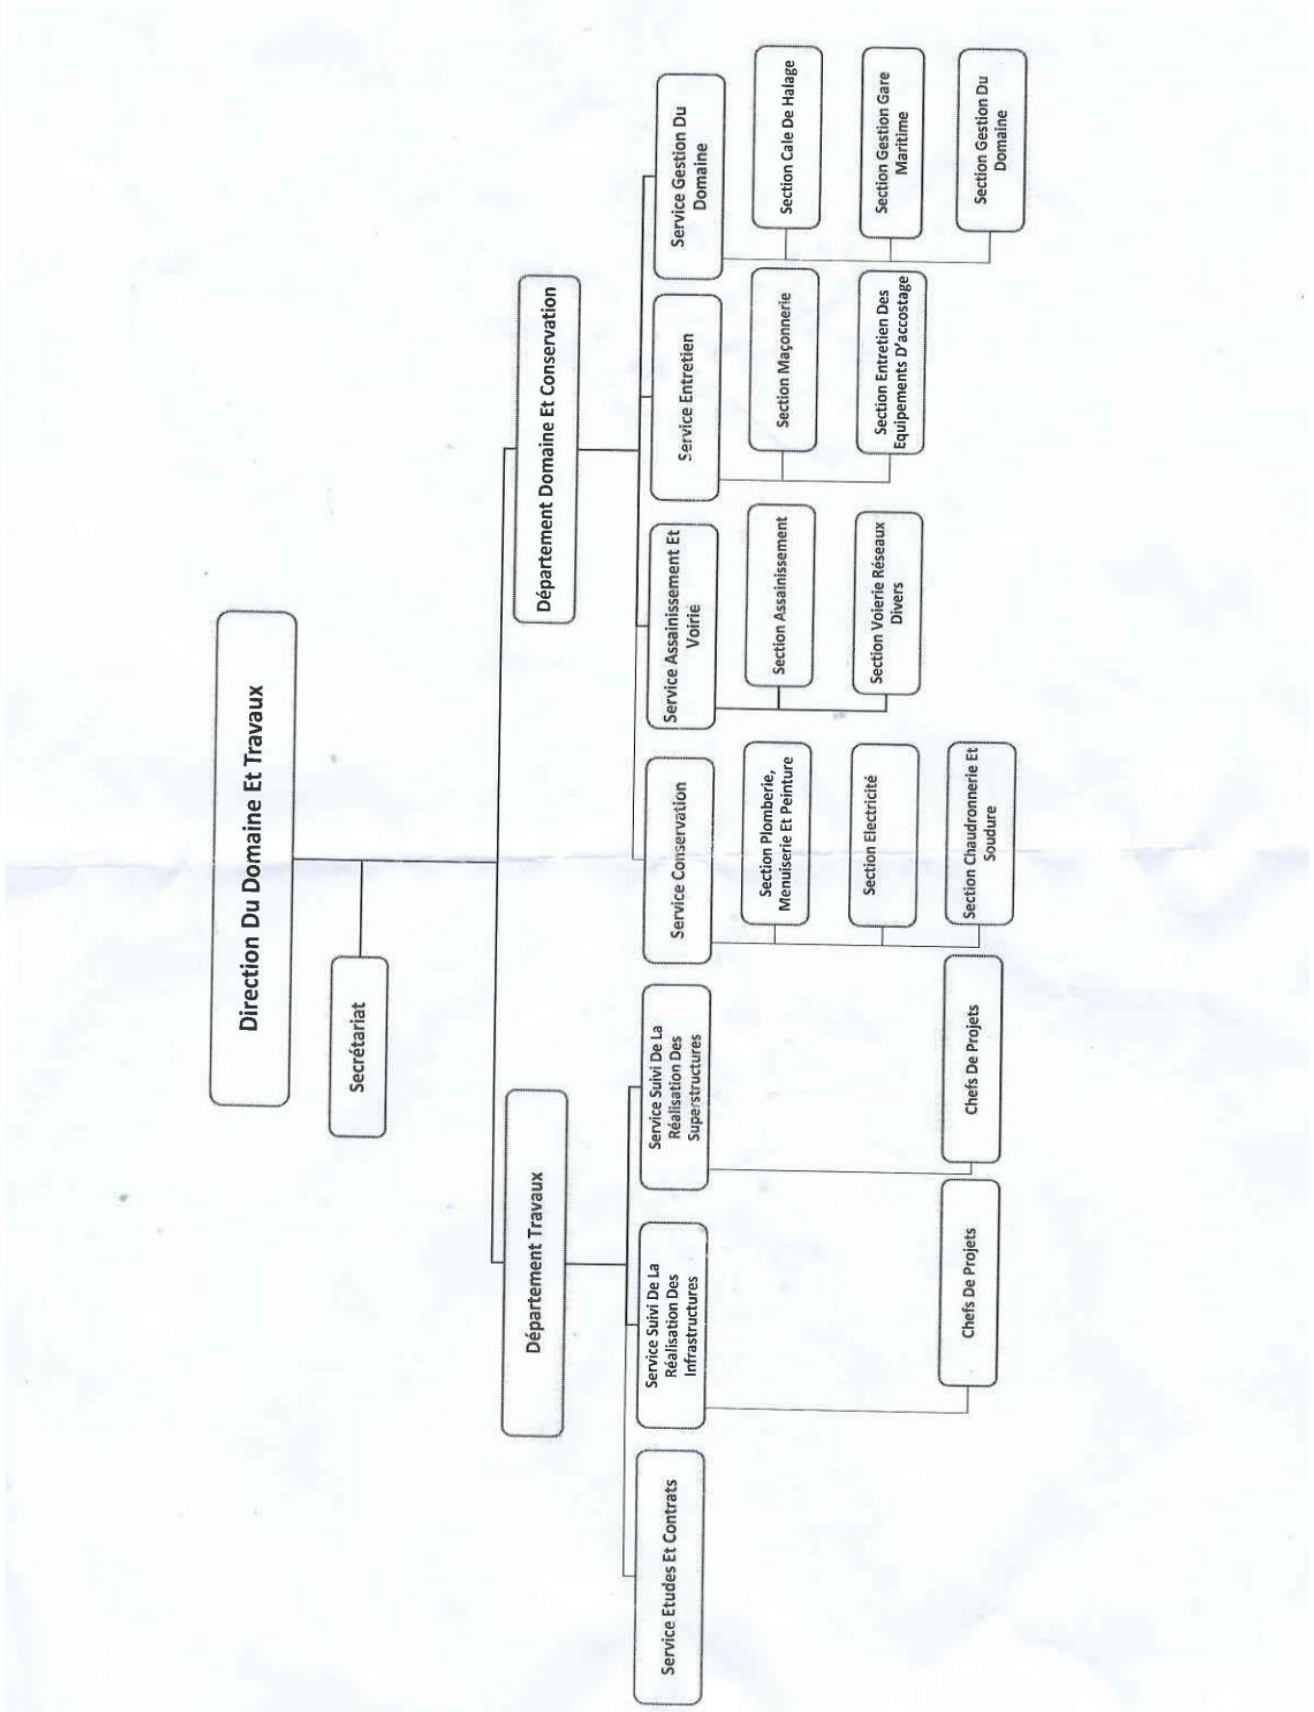 Direction Du Domaine Et Travaux
Secrétariat
Département Travaux
Département Domaine Et Conservation
Service Etudes Et Contrats
Service Suivi De La
Réalisation Des
Infrastructures
Service Suivi De La
Réalisation Des
Superstructures
Service Conservation
Service Assainissement Et
Voirie
Service Entretien
Service Gestion Du
Domaine
Chefs De Projets
Chefs De Projets
Section Plomberie,
Menuiserie Et Peinture
Section Electricité
Section Chaudronnerie Et
Soudure
Section Assainissement
Section Voierie Réseaux
Divers
Section Maçonnerie
Section Entretien Des
Equipements D'accostage
Section Cale De Halage
Section Gestion Gare
Maritime
Section Gestion Du
Domaine